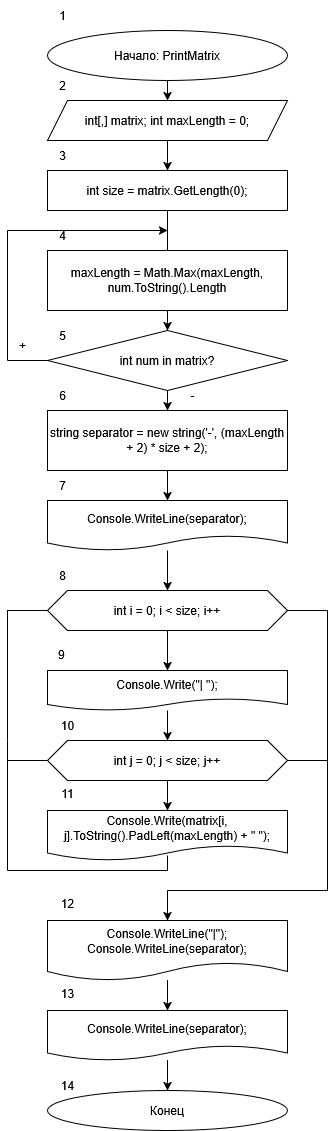 1
Начало: PrintMatrix
2
int[,] matrix; int maxLength = 0;
3
int size = matrix.GetLength(0);
4
maxLength = Math.Max(maxLength,
num.ToString().Length
5
+
int num in matrix?
6
-
string separator = new string('-', (maxLength
+ 2) * size + 2);
7
Console.WriteLine(separator);
8
int i = 0; i < size; i++
9
Console.Write("| ");
10
int j = 0; j < size; j++
11
Console.Write(matrix[i,
j].ToString().PadLeft(maxLength) + " ");
12
Console.WriteLine("|");
Console.WriteLine(separator);
13
Console.WriteLine(separator);
14
Конец